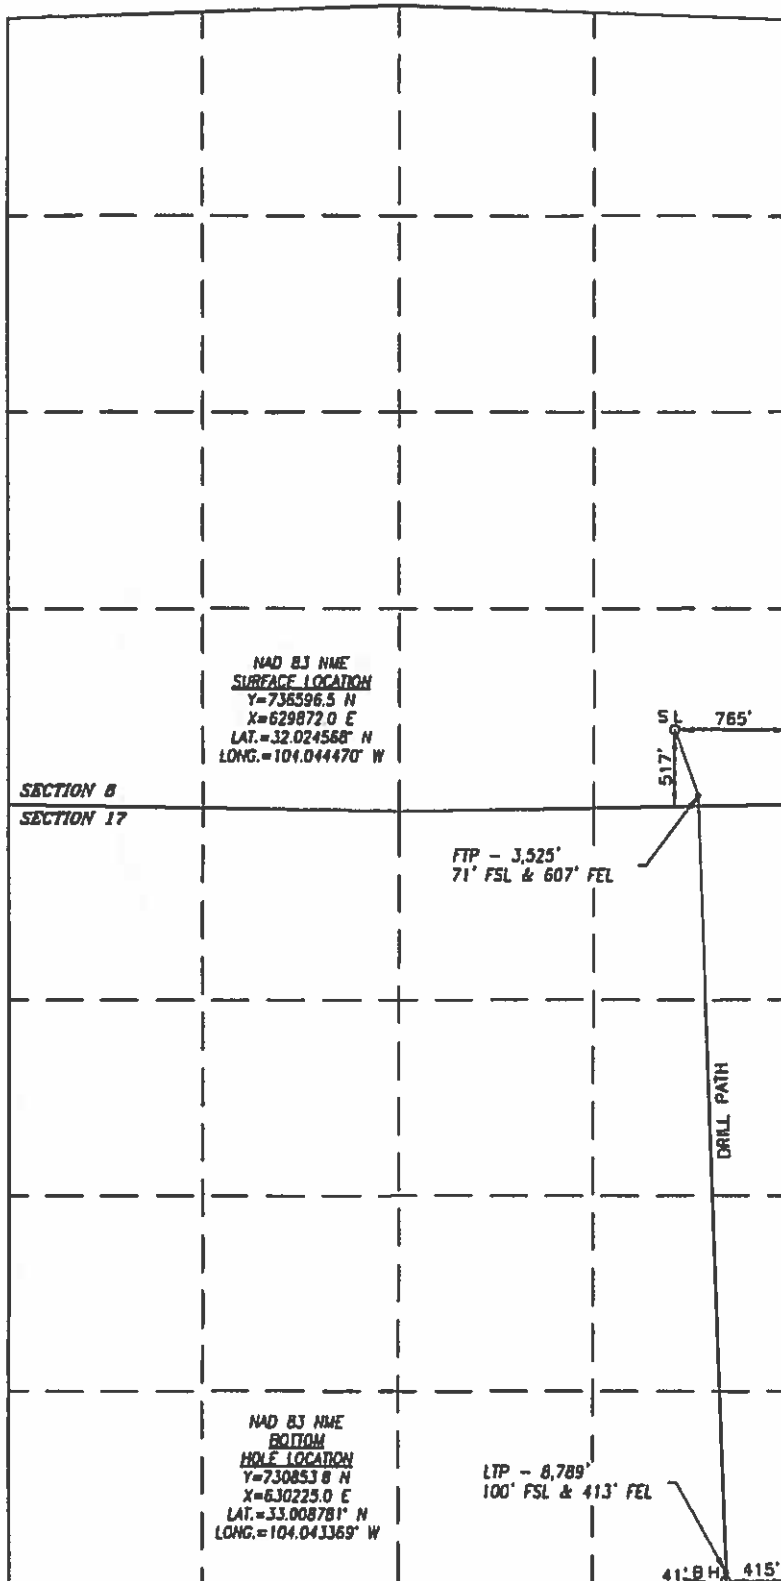 NAD 83 NME
SURFACE LOCATION
Y=736596.5 N
X=629872.0 E
LAT.=32.024568° N
LONG.=104.044470° W
S L
765'
517'
SECTION 8
SECTION 17
FTP - 3,525'
71' FSL & 607' FEL
DRILL PATH
NAD 83 NME
BOTTOM
HOLE LOCATION
Y=730853.8 N
X=630225.0 E
LAT.=33.008781° N
LONG.=104.043369° W
LTP - 8,789'
100' FSL & 413' FEL
41'
B H
415'